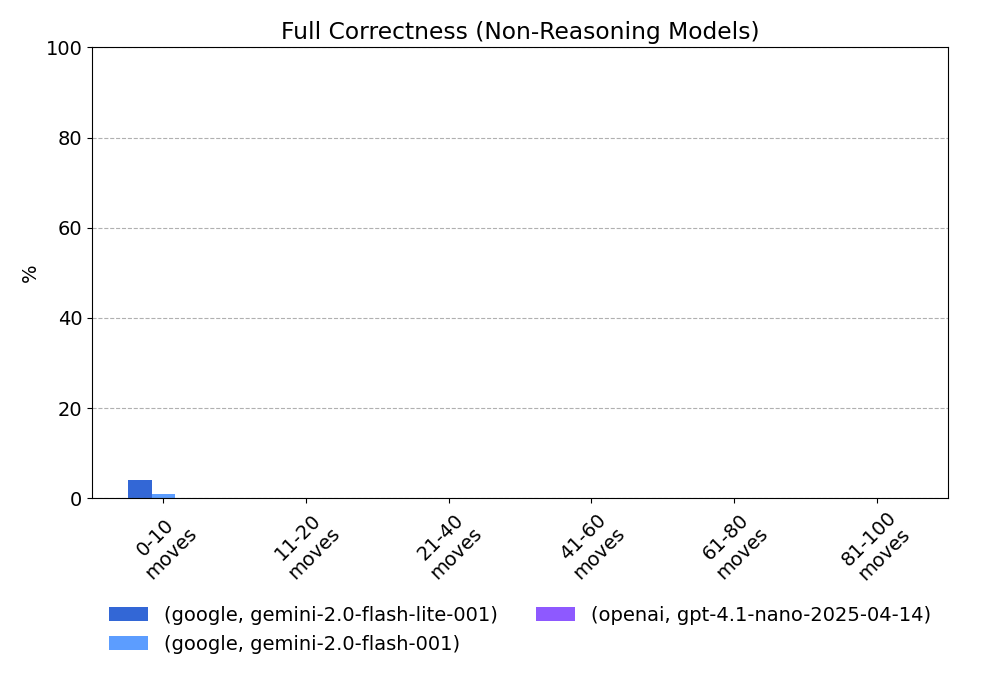 Full Correctness (Non-Reasoning Models)
100
80
60
40
20
0
%
0-10
moves
11-20
moves
21-40
moves
41-60
moves
61-80
moves
81-100
moves
(google, gemini-2.0-flash-lite-001)
(google, gemini-2.0-flash-001)
(openai, gpt-4.1-nano-2025-04-14)